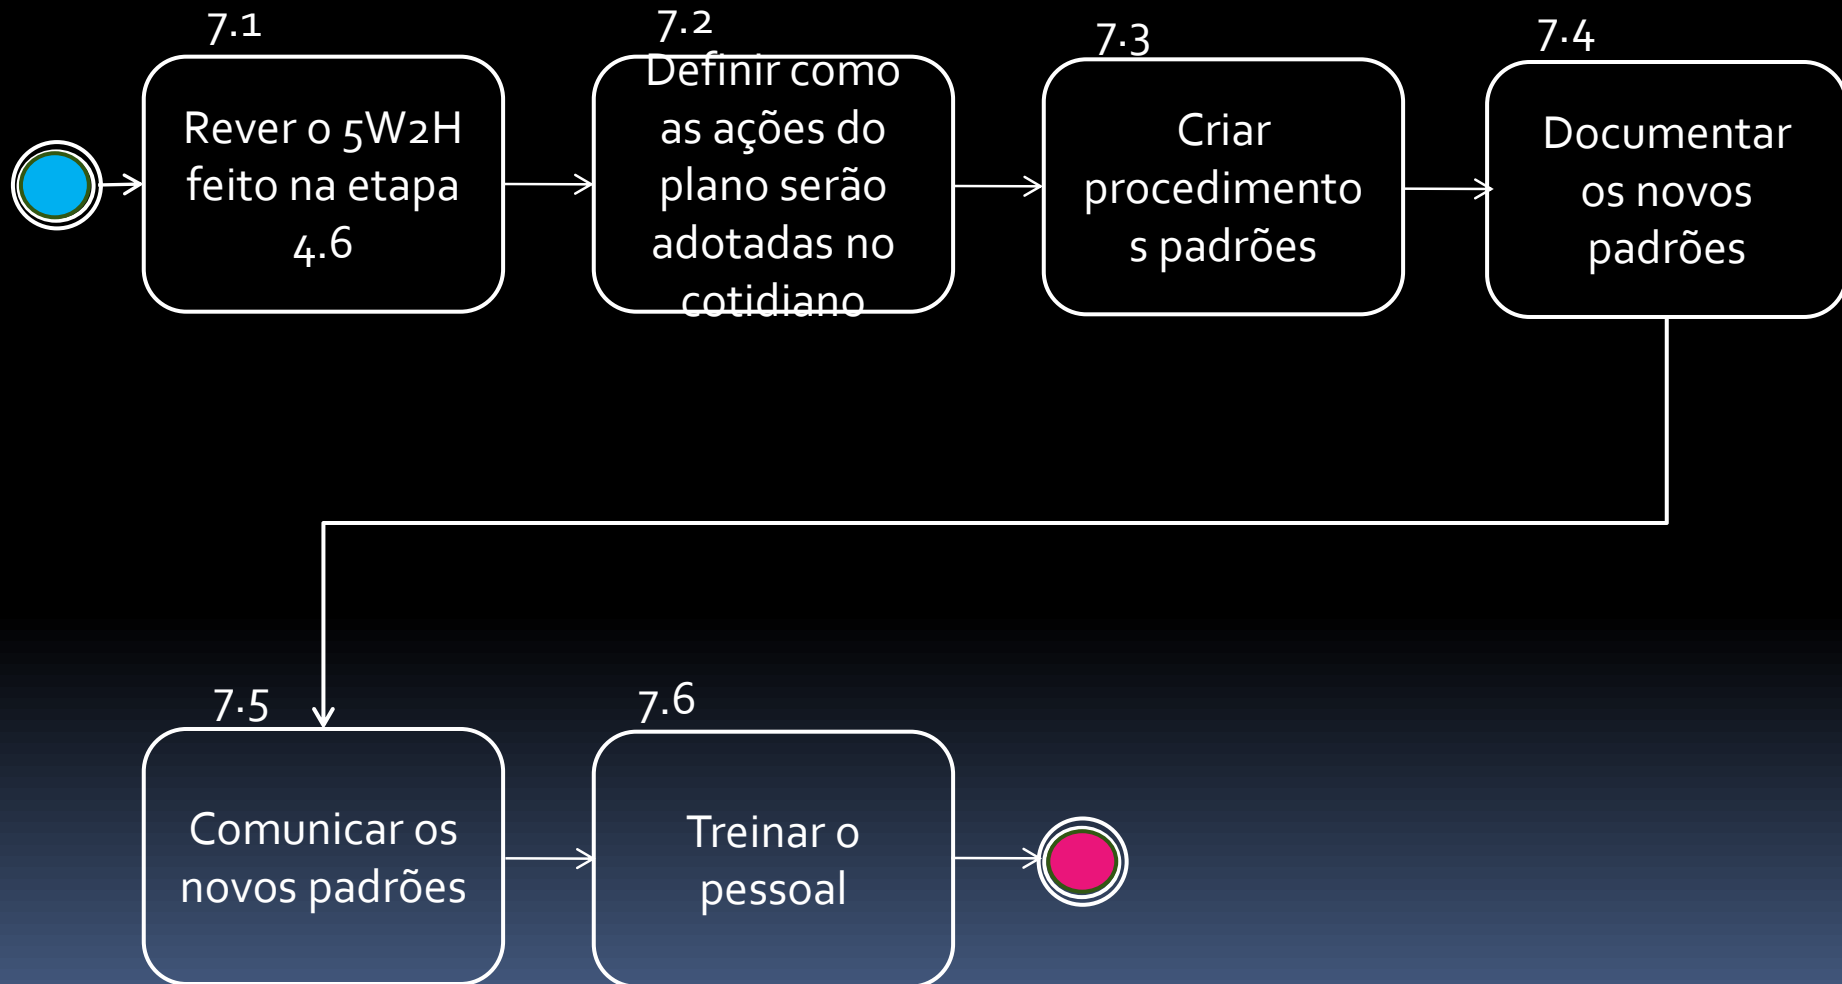 7.1
Rever o 5W2H
feito na etapa
4.6
7.2
Definir como
as ações do
plano serão
adotadas no
cotidiano
7.3
Criar
procedimento
s padrões
7.4
Documentar
os novos
padrões
7.5
Comunicar os
novos padrões
7.6
Treinar o
pessoal